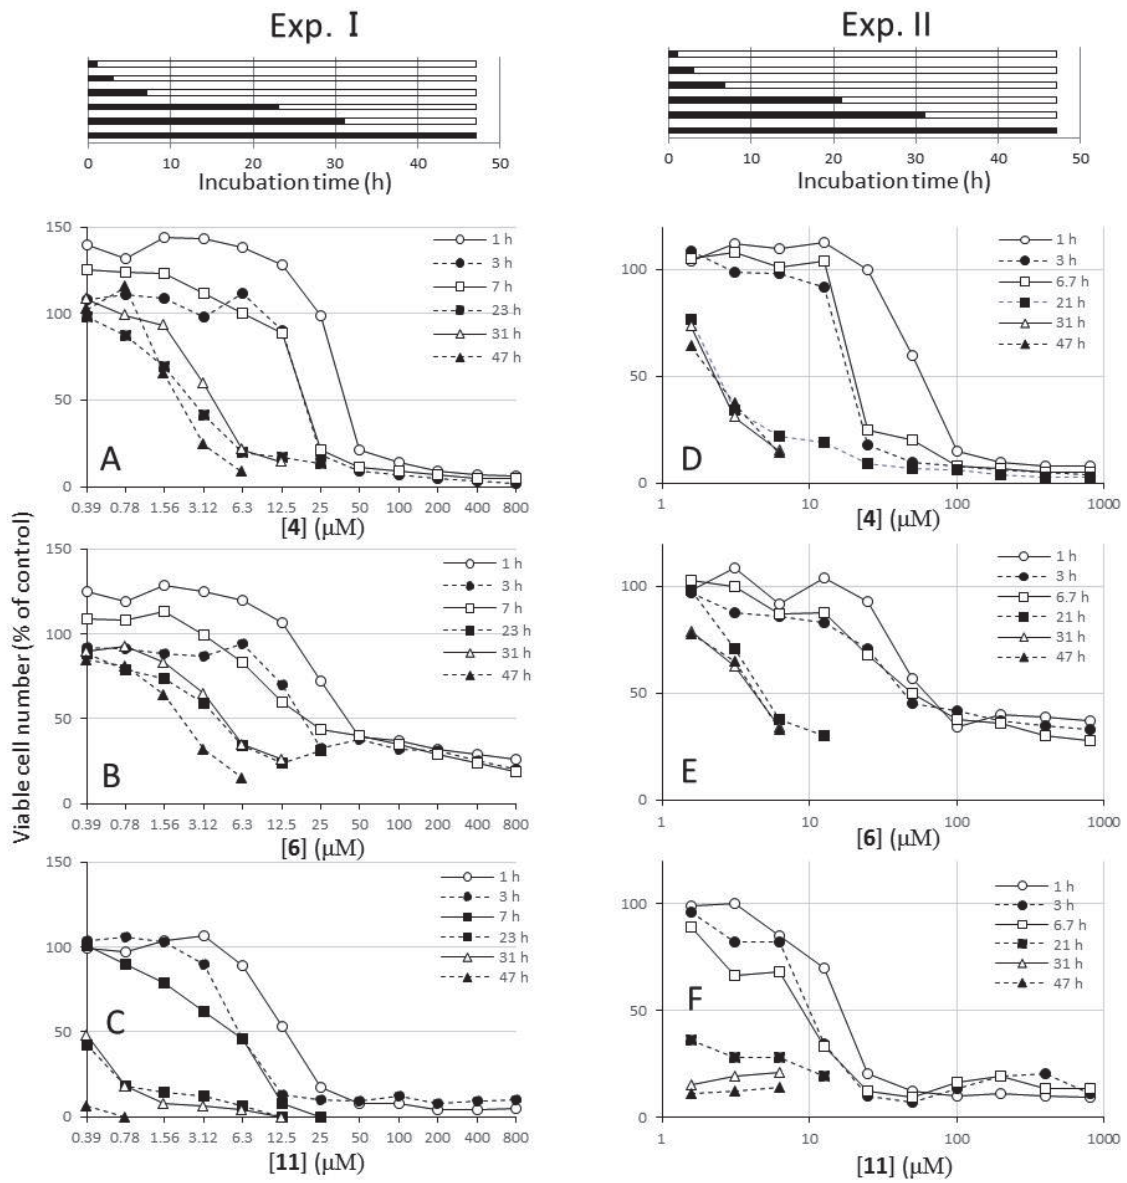 Exp. I
0 10 20 30 40 50
Incubation time (h)
Exp. II
0 10 20 30 40 50
Incubation time (h)
Viable cell number (% of control)
150
100
50
0
1 h
3 h
7 h
23 h
31 h
47 h
A
0.39 0.78 1.56 3.12 6.3 12.5 25 50 100 200 400 800
[4] (μM)
100
50
0
1 h
3 h
6.7 h
21 h
31 h
47 h
D
1 10 100 1000
[4] (μM)
150
100
50
0
1 h
3 h
7 h
23 h
31 h
47 h
B
0.39 0.78 1.56 3.12 6.3 12.5 25 50 100 200 400 800
[6] (μM)
100
50
0
1 h
3 h
6.7 h
21 h
31 h
47 h
E
1 10 100 1000
[6] (μM)
150
100
50
0
1 h
3 h
7 h
23 h
31 h
47 h
C
0.39 0.78 1.56 3.12 6.3 12.5 25 50 100 200 400 800
[11] (μM)
100
50
0
1 h
3 h
6.7 h
21 h
31 h
47 h
F
1 10 100 1000
[11] (μM)